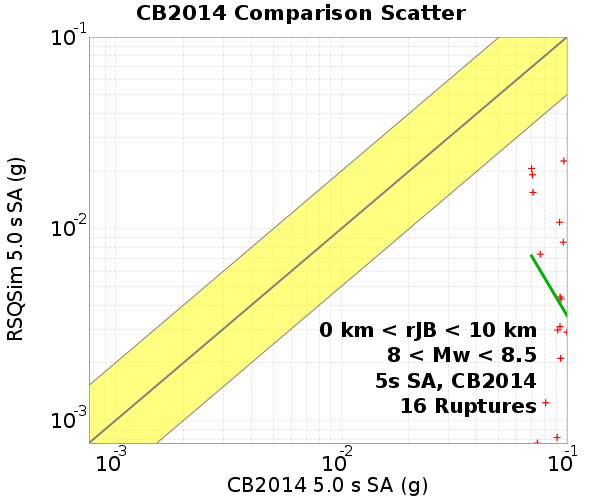 CB2014 Comparison Scatter
RSQSim 5.0 s SA (g)
10-1
10-2
10-3
0 km < rJB < 10 km
8 < Mw < 8.5
5s SA, CB2014
16 Ruptures
10-3
10-2
10-1
CB2014 5.0 s SA (g)